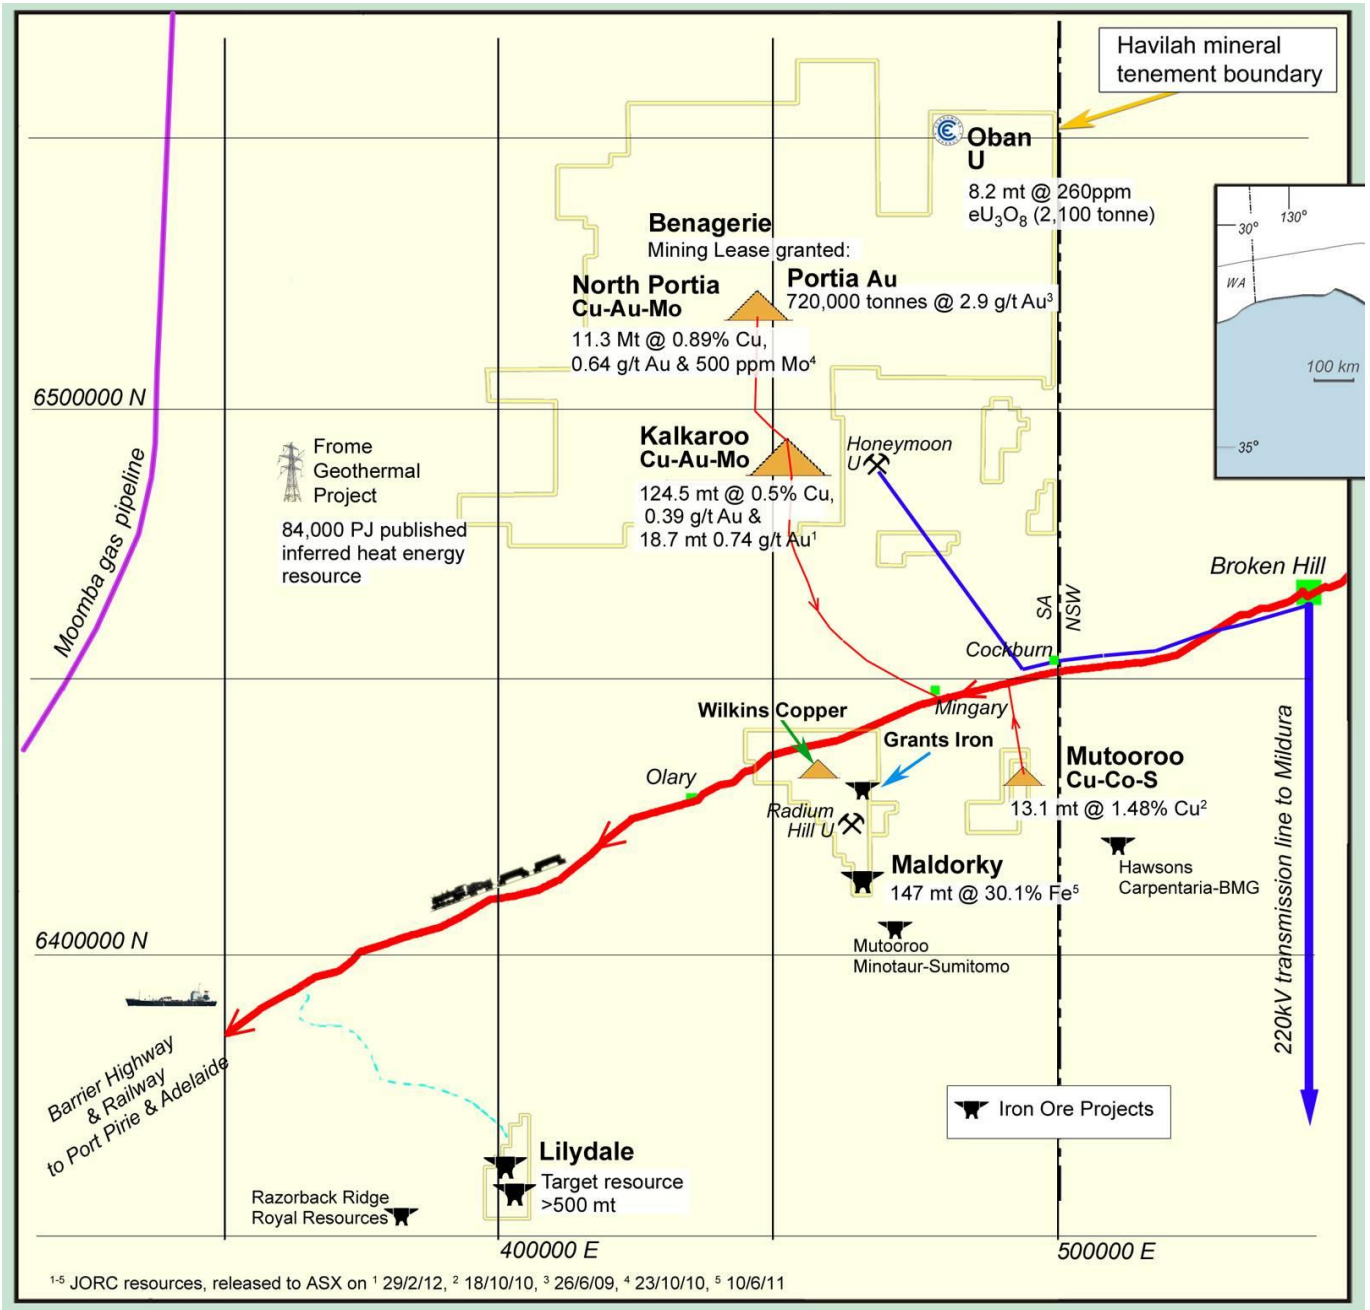 Havilah mineral
tenement boundary
Oban
U
8.2 mt @ 260ppm
eU₃O₈ (2,100 tonne)
130°
30°
WA
100 km
35°
Benagerie
Mining Lease granted:
North Portia
Cu-Au-Mo
11.3 Mt @ 0.89% Cu,
0.64 g/t Au & 500 ppm Mo⁴
Portia Au
720,000 tonnes @ 2.9 g/t Au³
6500000 N
Moomba gas pipeline
Frome
Geothermal
Project
84,000 PJ published
inferred heat energy
resource
Kalkaroo
Cu-Au-Mo
124.5 mt @ 0.5% Cu,
0.39 g/t Au &
18.7 mt 0.74 g/t Au¹
Honeymoon
U
SA
NSW
Broken Hill
Cockburn
Mingary
Wilkins Copper
Grants Iron
Olary
Radium
Hill U
Mutooroo
Cu-Co-S
13.1 mt @ 1.48% Cu²
Hawsons
Carpentaria-BMG
Maldorky
147 mt @ 30.1% Fe⁵
Mutooroo
Minotaur-Sumitomo
220kV transmission line to Mildura
6400000 N
Barrier Highway
& Railway
to Port Pirie & Adelaide
Iron Ore Projects
Lilydale
Target resource
>500 mt
Razorback Ridge
Royal Resources
400000 E
500000 E
¹⁻⁵ JORC resources, released to ASX on ¹ 29/2/12, ² 18/10/10, ³ 26/6/09, ⁴ 23/10/10, ⁵ 10/6/11